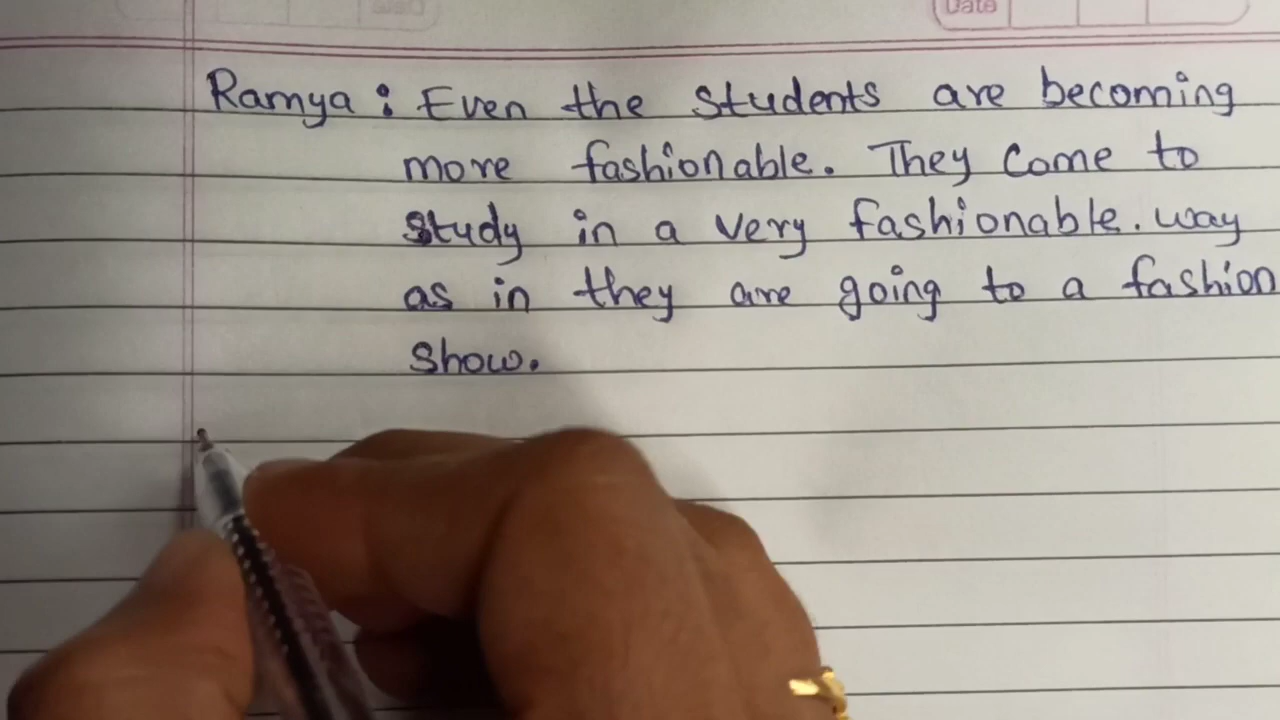 Date
Ramya : Even the students are becoming
more fashionable. They come to
study in a very fashionable. way
as in they are going to a fashion
show.